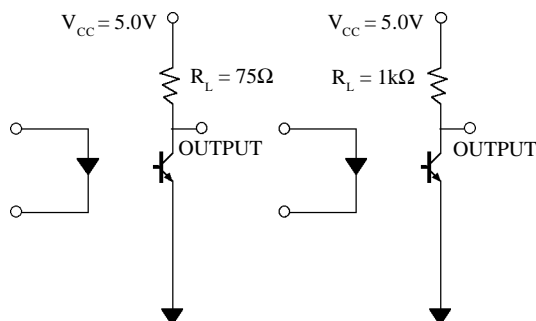 V_CC = 5.0V
R_L = 75Ω
OUTPUT
V_CC = 5.0V
R_L = 1kΩ
OUTPUT